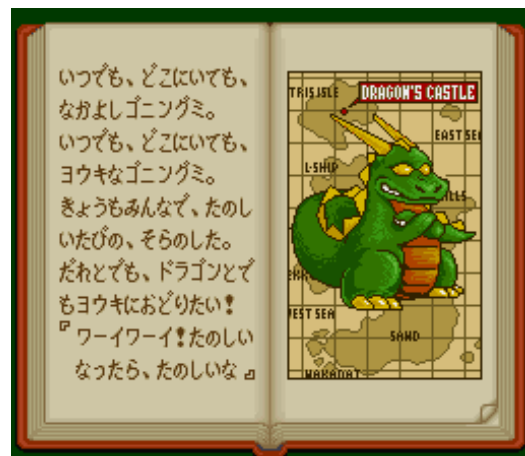 いつでも、どこにいても、
なかよしゴニングミ。
いつでも、どこにいても、
ヨウキなゴニングミ。
きょうもみんなで、たのし
いたびの、そらのした。
だれとでも、ドラゴンとで
もヨウキにおどりたい!
『ワーイワーイ!たのしい
なったら、たのしいな』
TRISISLE
DRAGON'S CASTLE
EAST SE
L-SHIP
LLS
WEST SEA
SAND
WAKADAT